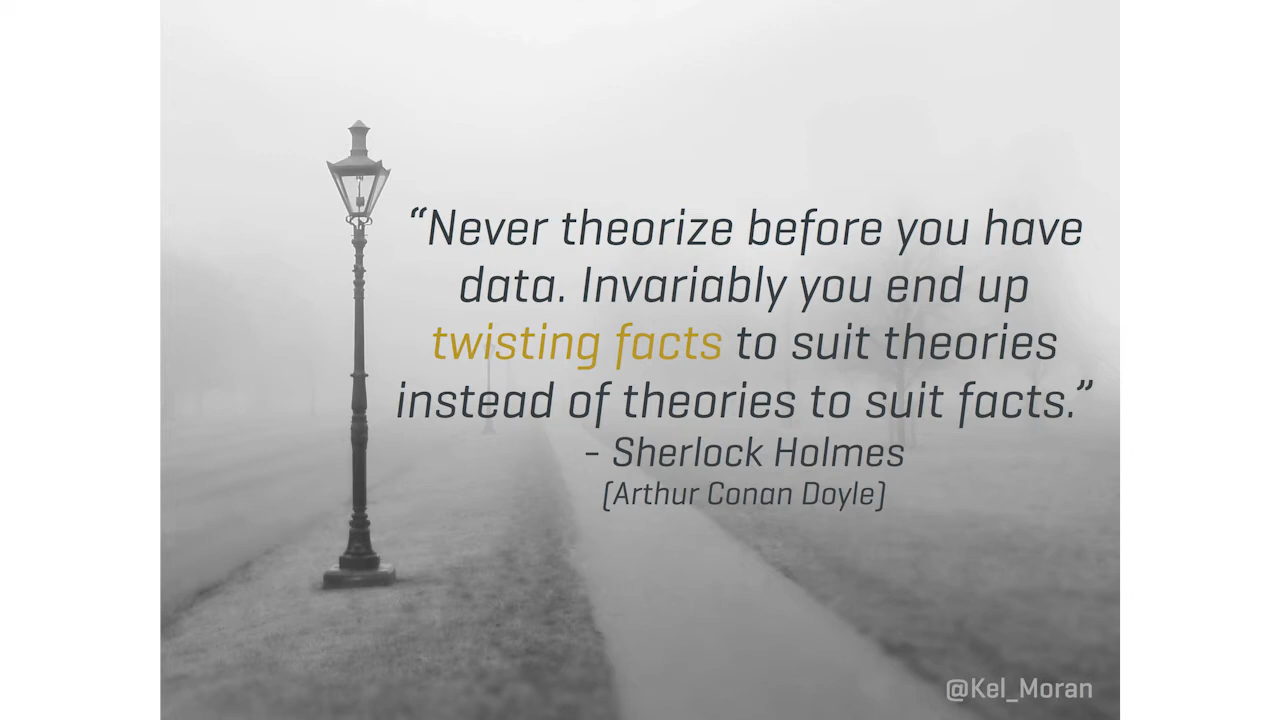 “Never theorize before you have
data. Invariably you end up
twisting facts to suit theories
instead of theories to suit facts.”
- Sherlock Holmes
(Arthur Conan Doyle)
@Kel_Moran